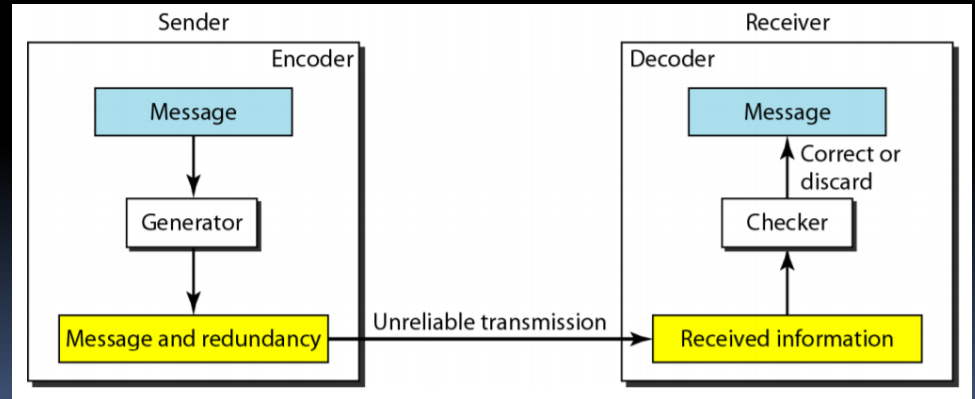 Sender
Receiver
Encoder
Decoder
Message
Message
Correct or
discard
Generator
Checker
Unreliable transmission
Message and redundancy
Received information